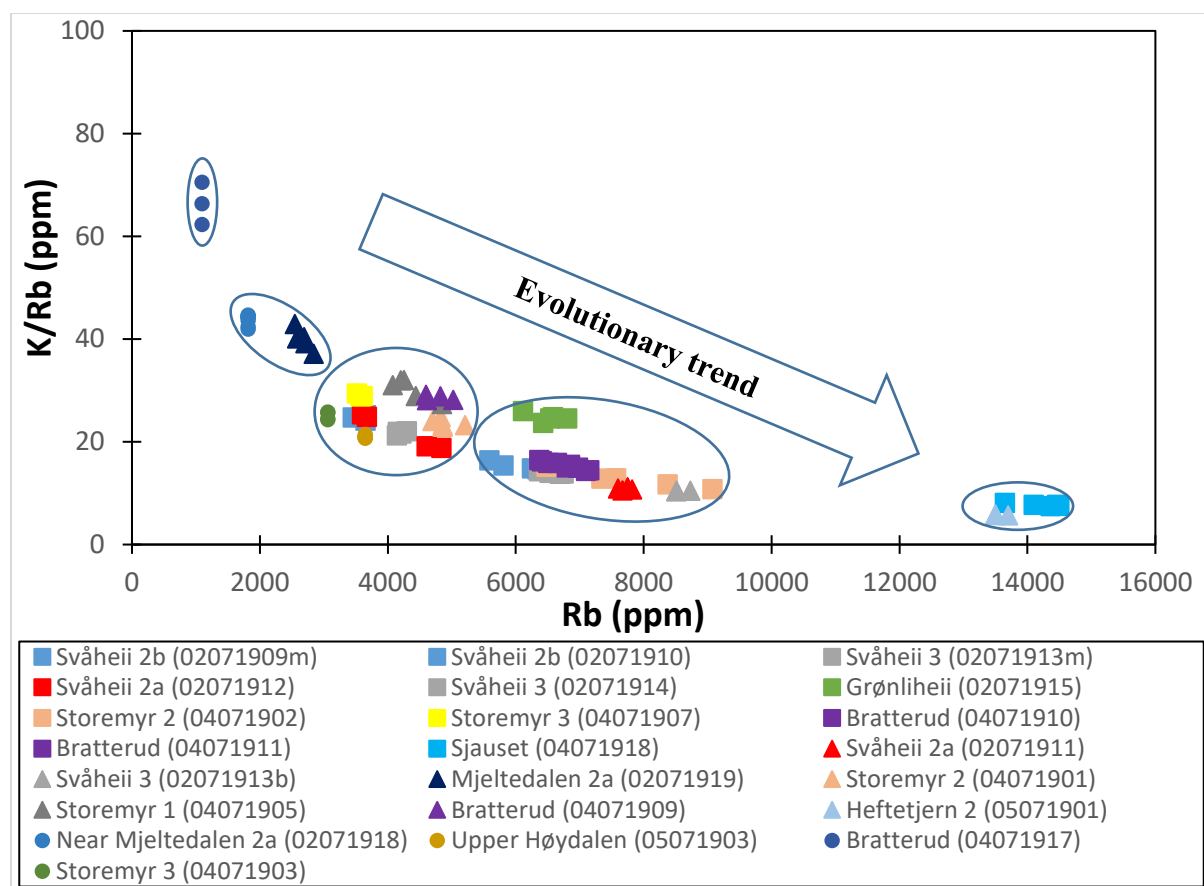 100
80
60
40
20
0
K/Rb (ppm)
Evolutionary trend
0 2000 4000 6000 8000 10000 12000 14000 16000
Rb (ppm)
Svåheii 2b (02071909m) Svåheii 2b (02071910) Svåheii 3 (02071913m)
Svåheii 2a (02071912) Svåheii 3 (02071914) Grønliheii (02071915)
Storemyr 2 (04071902) Storemyr 3 (04071907) Bratterud (04071910)
Bratterud (04071911) Sjauset (04071918) Svåheii 2a (02071911)
Svåheii 3 (02071913b) Mjeltedalen 2a (02071919) Storemyr 2 (04071901)
Storemyr 1 (04071905) Bratterud (04071909) Heftetjern 2 (05071901)
Near Mjeltedalen 2a (02071918) Upper Høydalen (05071903) Bratterud (04071917)
Storemyr 3 (04071903)